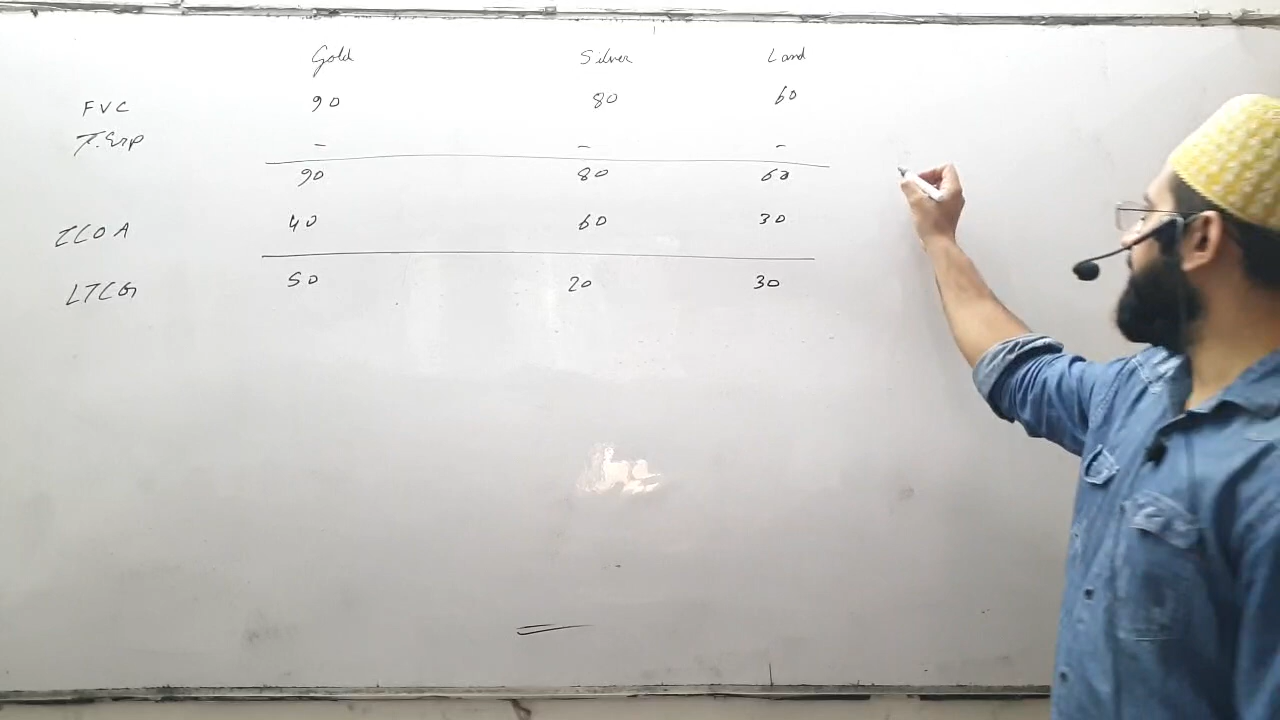 Gold Silver Land
FVC 90 80 60
T.Exp - - -
90 80 60
ICOA 40 60 30
LTCG 50 20 30